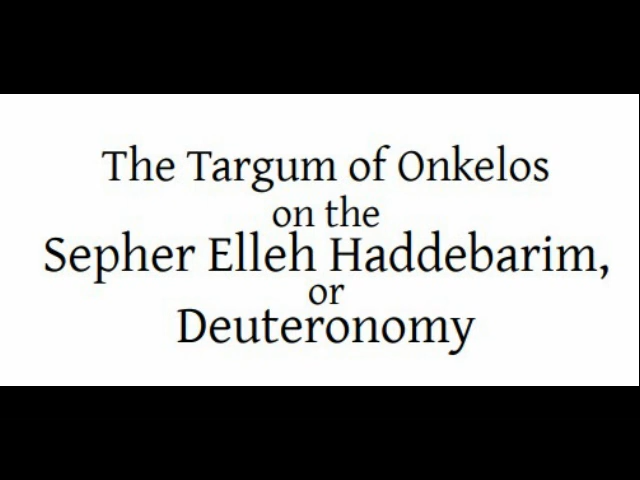 The Targum of Onkelos
on the
Sepher Elleh Haddebarim,
or
Deuteronomy